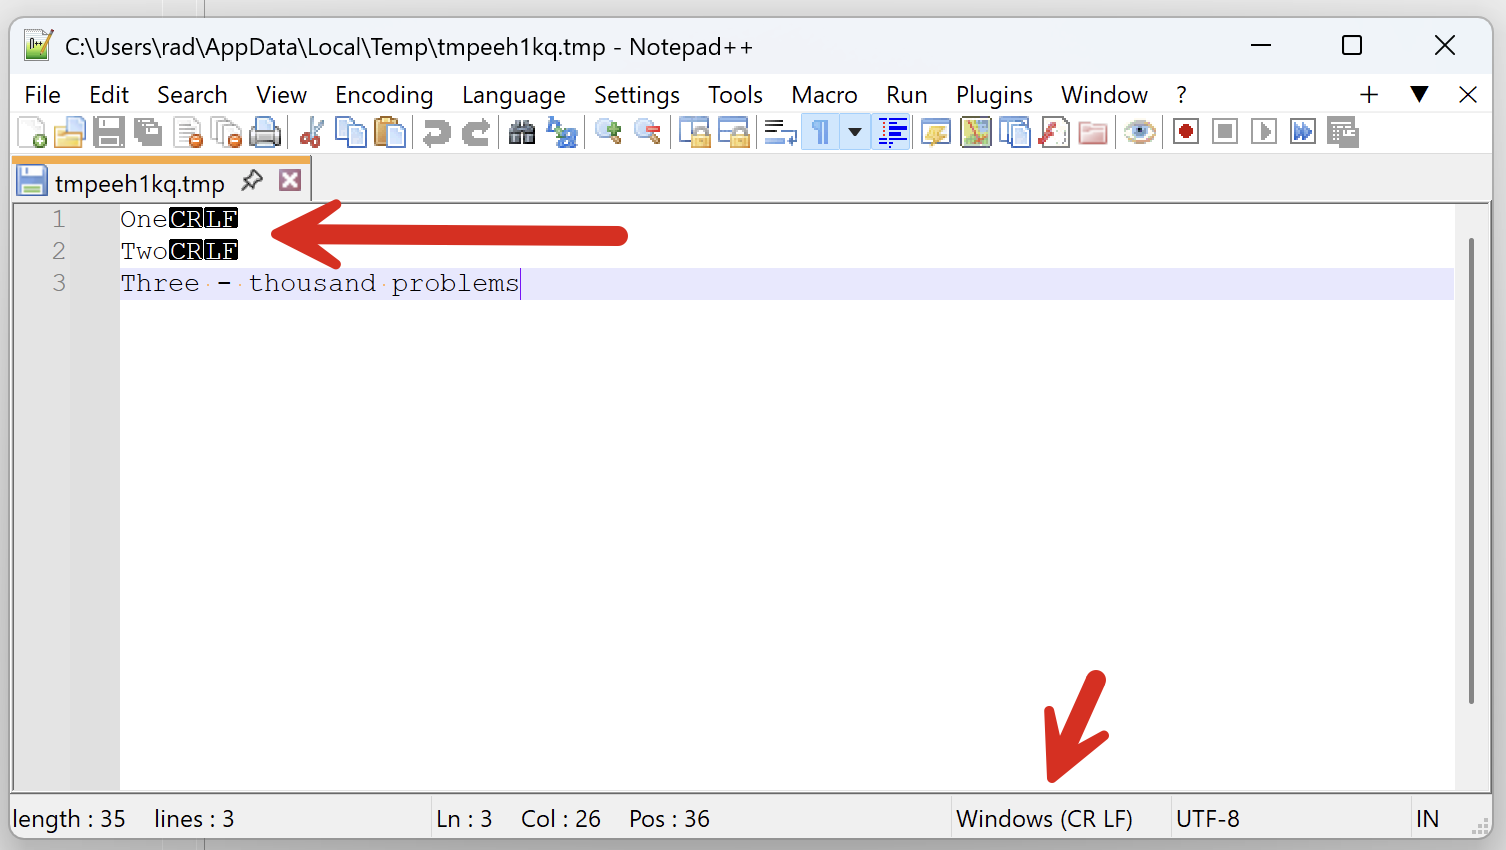 C:\Users\rad\AppData\Local\Temp\tmpeeh1kq.tmp - Notepad++
File Edit Search View Encoding Language Settings Tools Macro Run Plugins Window ?
tmpeeh1kq.tmp
1 OneCRLF
2 TwoCRLF
3 Three - thousand problems
length : 35 lines : 3 Ln : 3 Col : 26 Pos : 36 Windows (CR LF) UTF-8 IN